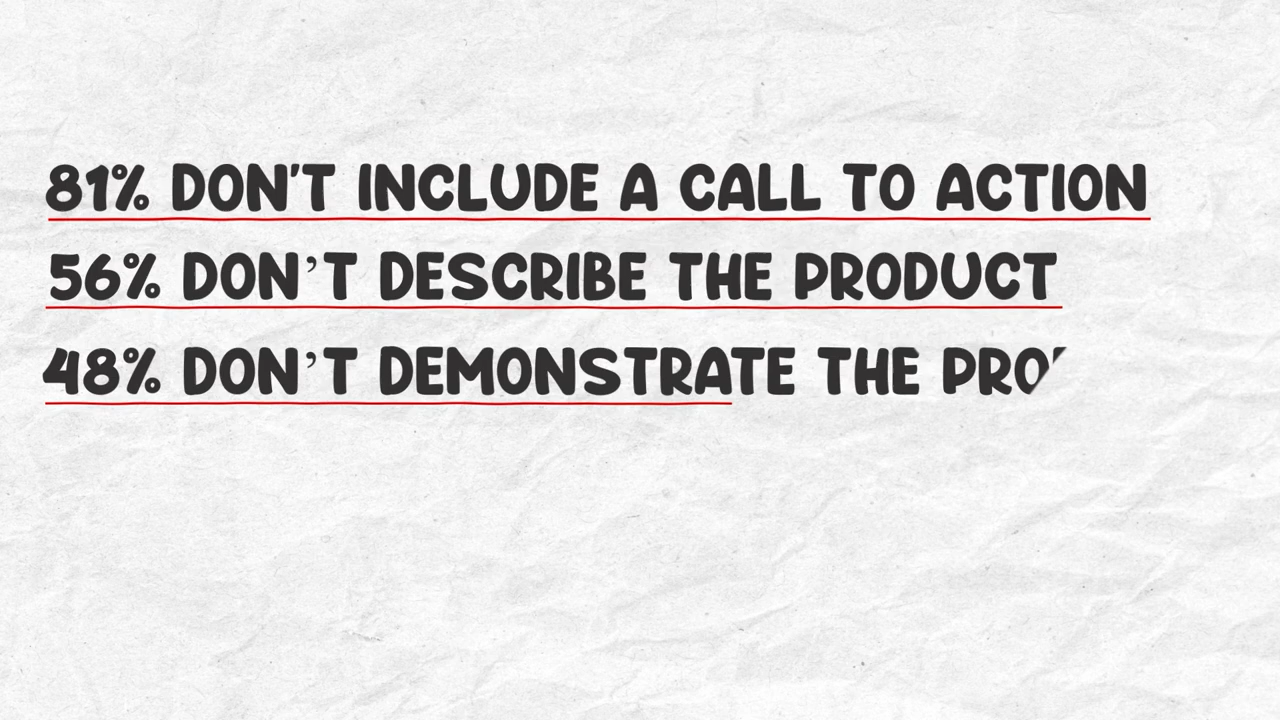 81% DON'T INCLUDE A CALL TO ACTION
56% DON’T DESCRIBE THE PRODUCT
48% DON’T DEMONSTRATE THE